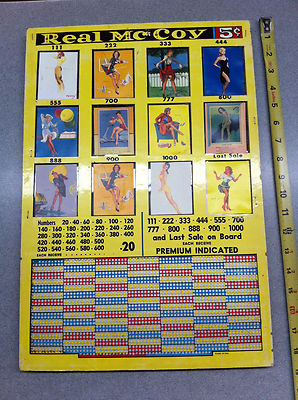 Real McCoy 5¢
111 222 333 444
555 700 777 800
888 900 1000 Last Sale
Numbers 20 - 40 - 60 - 80 - 100 - 120
140 - 160 - 180 - 200 - 220 - 240 - 260
280 - 300 - 320 - 340 - 360 - 380 - 400
420 - 440 - 460 - 480 - 500
520 - 540 - 560 - 580 - 600
EACH RECEIVE .20
111 - 222 - 333 - 444 - 555 - 700
777 - 800 - 888 - 900 - 1000
and Last Sale on Board
EACH RECEIVE
PREMIUM INDICATED